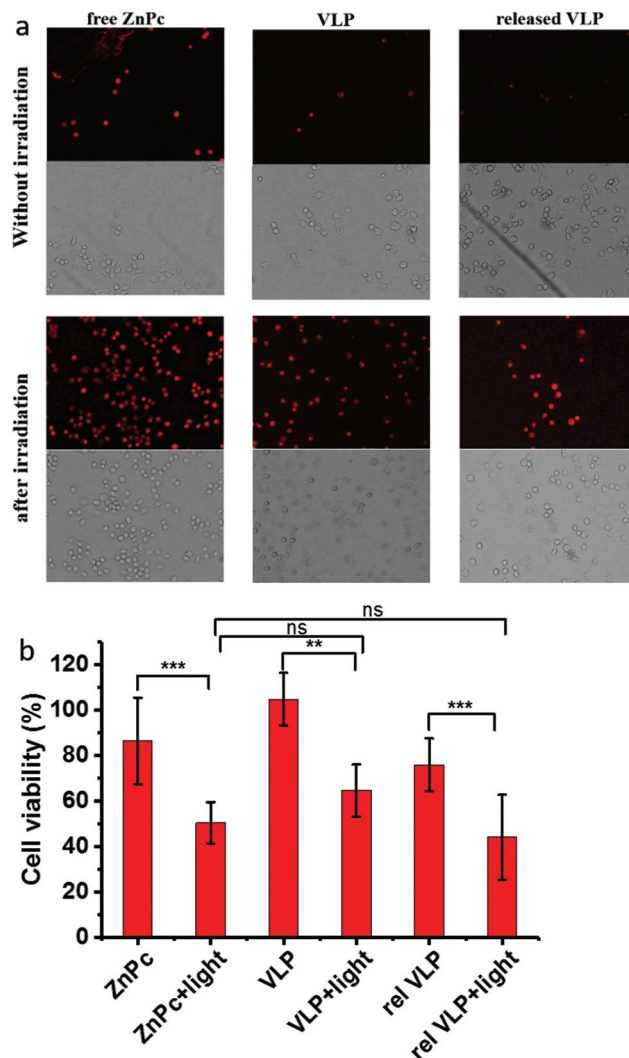 a
free ZnPc VLP released VLP
Without irradiation
after irradiation
b
ns
ns
*** ** ***
Cell viability (%)
120
100
80
60
40
20
0
ZnPc ZnPc+light VLP VLP+light rel VLP rel VLP+light